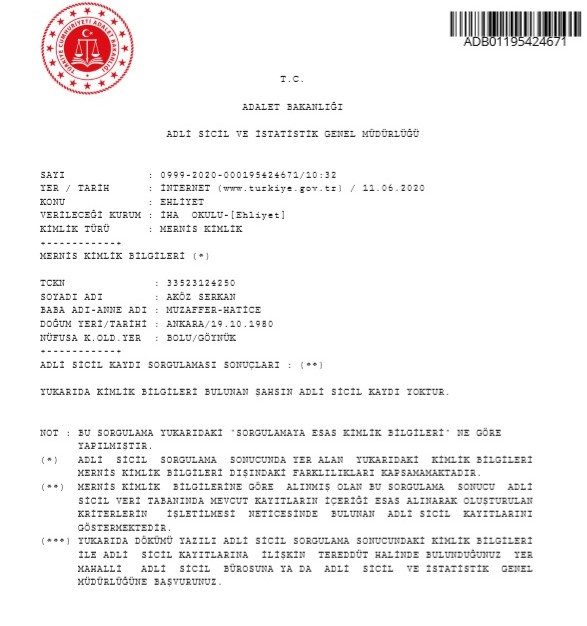 TÜRKİYE CUMHURİYETİ ADALET BAKANLIĞI
ADB01195424671
T.C.
ADALET BAKANLIĞI
ADLİ SİCİL VE İSTATİSTİK GENEL MÜDÜRLÜĞÜ
SAYI : 0999-2020-000195424671/10:32
YER / TARİH : İNTERNET (www.turkiye.gov.tr) / 11.06.2020
KONU : EHLİYET
VERİLECEĞİ KURUM : İHA OKULU-[Ehliyet]
KİMLİK TÜRÜ : MERNİS KİMLİK
+------------+
MERNİS KİMLİK BİLGİLERİ (*)
TCKN : 33523124250
SOYADI ADI : AKÖZ SERKAN
BABA ADI-ANNE ADI : MUZAFFER-HATİCE
DOĞUM YERİ/TARİHİ : ANKARA/19.10.1980
NÜFUSA K.OLD.YER : BOLU/GÖYNÜK
+------------+
ADLİ SİCİL KAYDI SORGULAMASI SONUÇLARI : (**)
YUKARIDA KİMLİK BİLGİLERİ BULUNAN ŞAHSIN ADLİ SİCİL KAYDI YOKTUR.
NOT : BU SORGULAMA YUKARIDAKİ "SORGULAMAYA ESAS KİMLİK BİLGİLERİ" NE GÖRE
YAPILMIŞTIR.
(*) ADLİ SİCİL SORGULAMA SONUCUNDA YER ALAN YUKARIDAKİ KİMLİK BİLGİLERİ
MERNİS KİMLİK BİLGİLERİ DIŞINDAKİ FARKLILIKLARI KAPSAMAMAKTADIR.
(**) MERNİS KİMLİK BİLGİLERİNE GÖRE ALINMIŞ OLAN BU SORGULAMA SONUCU ADLİ
SİCİL VERİ TABANINDA MEVCUT KAYITLARIN İÇERİĞİ ESAS ALINARAK OLUŞTURULAN
KRİTERLERİN İŞLETİLMESİ NETİCESİNDE BULUNAN ADLİ SİCİL KAYITLARINI
GÖSTERMEKTEDİR.
(***) YUKARIDA DÖKÜMÜ YAZILI ADLİ SİCİL SORGULAMA SONUCUNDAKİ KİMLİK BİLGİLERİ
İLE ADLİ SİCİL KAYITLARINA İLİŞKİN TEREDDÜT HALİNDE BULUNDUĞUNUZ YER
MAHALLİ ADLİ SİCİL BÜROSUNA YA DA ADLİ SİCİL VE İSTATİSTİK GENEL
MÜDÜRLÜĞÜNE BAŞVURUNUZ.